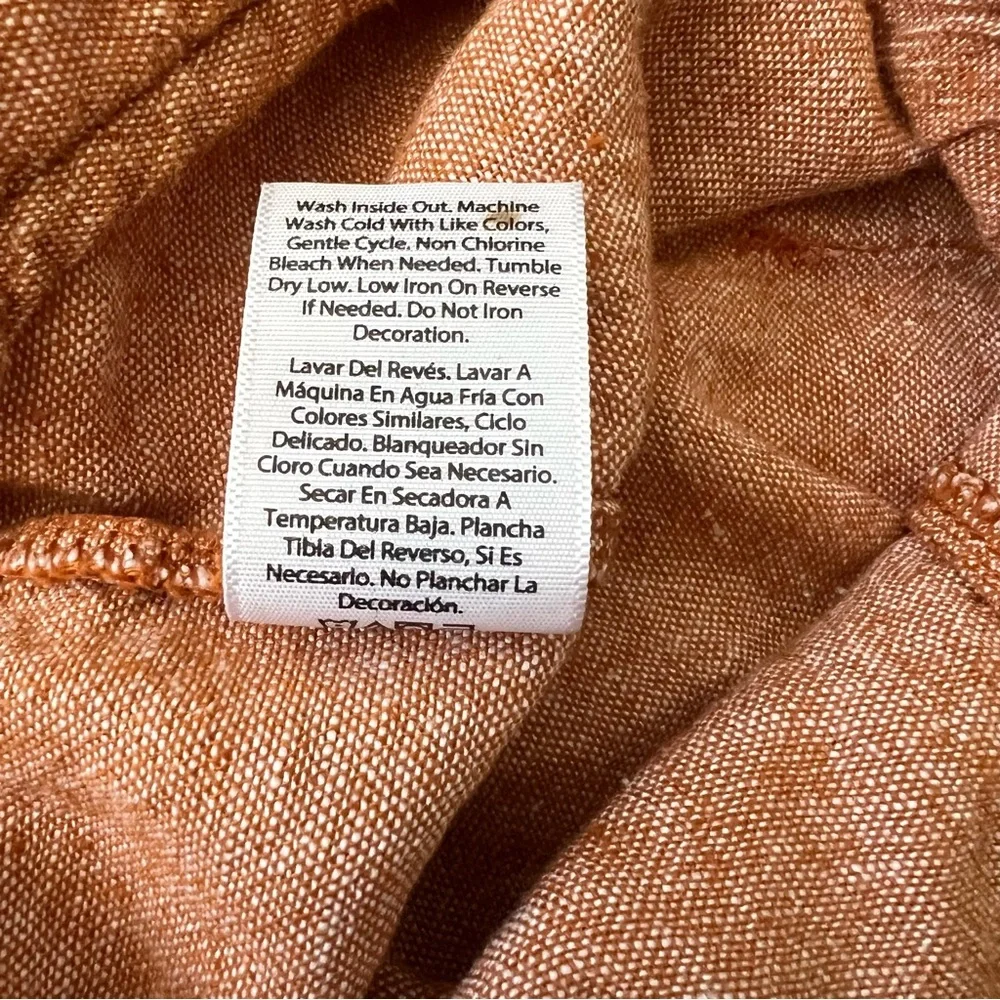 Wash Inside Out. Machine
Wash Cold With Like Colors,
Gentle Cycle. Non Chlorine
Bleach When Needed. Tumble
Dry Low. Low Iron On Reverse
If Needed. Do Not Iron
Decoration.
Lavar Del Revés. Lavar A
Máquina En Agua Fría Con
Colores Similares, Ciclo
Delicado. Blanqueador Sin
Cloro Cuando Sea Necesario.
Secar En Secadora A
Temperatura Baja. Plancha
Tibla Del Reverso, Si Es
Necesario. No Planchar La
Decoración.